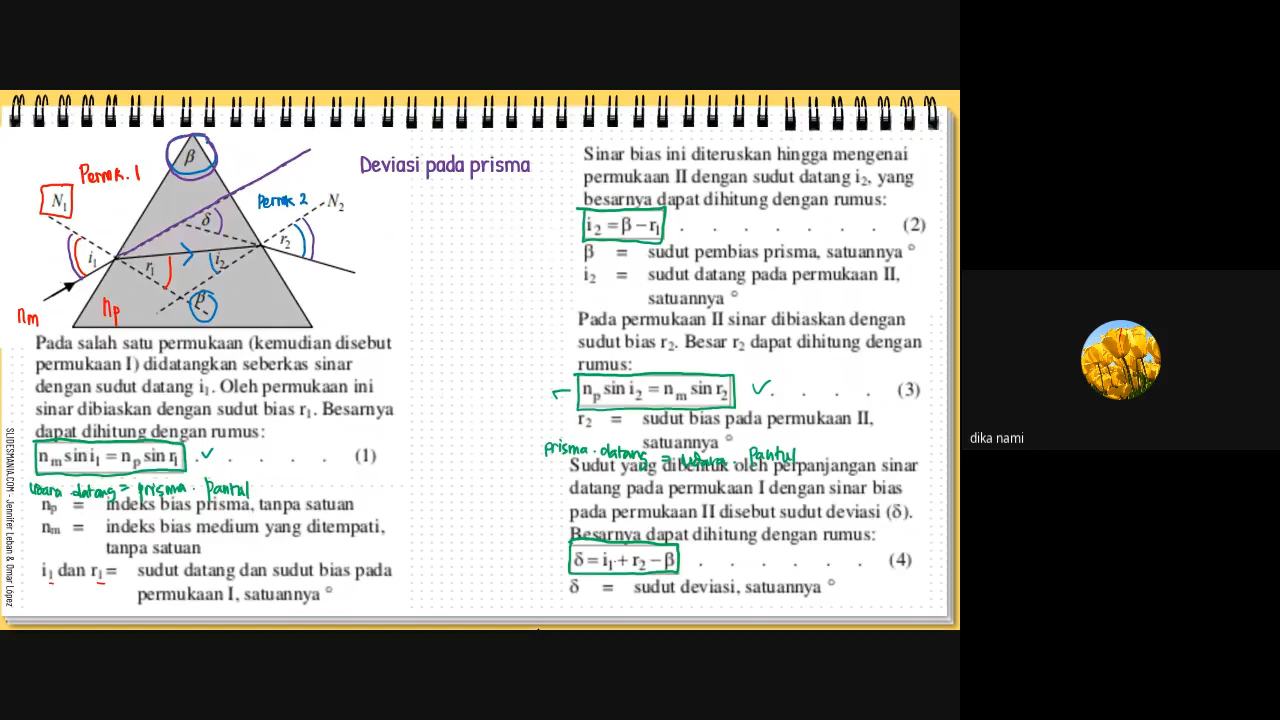 Permk. 1
β
Deviasi pada prisma
N₁
Permk 2
N₂
δ
r₂
i₁
r₁
i₂
β
nm
np
Pada salah satu permukaan (kemudian disebut
permukaan I) didatangkan seberkas sinar
dengan sudut datang i₁. Oleh permukaan ini
sinar dibiaskan dengan sudut bias r₁. Besarnya
dapat dihitung dengan rumus:
nₘ sin i₁ = nₚ sin r₁ . ✓ . . . . (1)
udara datang = prisma . pantul
nₚ = indeks bias prisma, tanpa satuan
nₘ = indeks bias medium yang ditempati,
tanpa satuan
i₁ dan r₁ = sudut datang dan sudut bias pada
permukaan I, satuannya °
Sinar bias ini diteruskan hingga mengenai
permukaan II dengan sudut datang i₂, yang
besarnya dapat dihitung dengan rumus:
i₂ = β – r₁ . . . . . . . (2)
β = sudut pembias prisma, satuannya °
i₂ = sudut datang pada permukaan II,
satuannya °
Pada permukaan II sinar dibiaskan dengan
sudut bias r₂. Besar r₂ dapat dihitung dengan
rumus:
nₚ sin i₂ = nₘ sin r₂ ✓ . . . . (3)
r₂ = sudut bias pada permukaan II,
satuannya °
prisma . datang = udara . pantul
Sudut yang dibentuk oleh perpanjangan sinar
datang pada permukaan I dengan sinar bias
pada permukaan II disebut sudut deviasi (δ).
Besarnya dapat dihitung dengan rumus:
δ = i₁ + r₂ – β . . . . . . (4)
δ = sudut deviasi, satuannya °
SLIDESMANIA.COM - Jennifer Leban & Omar López
dika nami